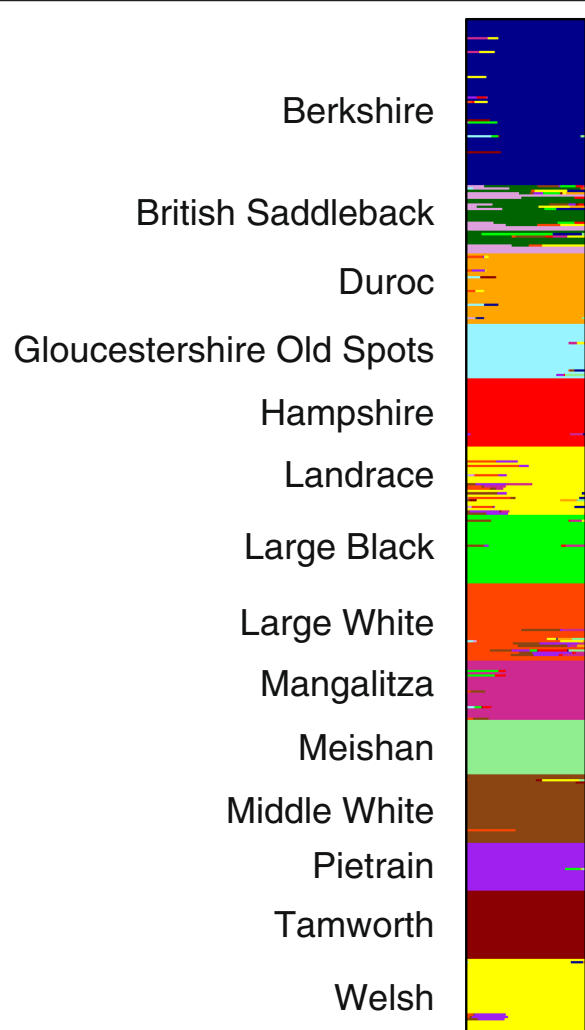 Berkshire
British Saddleback
Duroc
Gloucestershire Old Spots
Hampshire
Landrace
Large Black
Large White
Mangalitza
Meishan
Middle White
Pietrain
Tamworth
Welsh